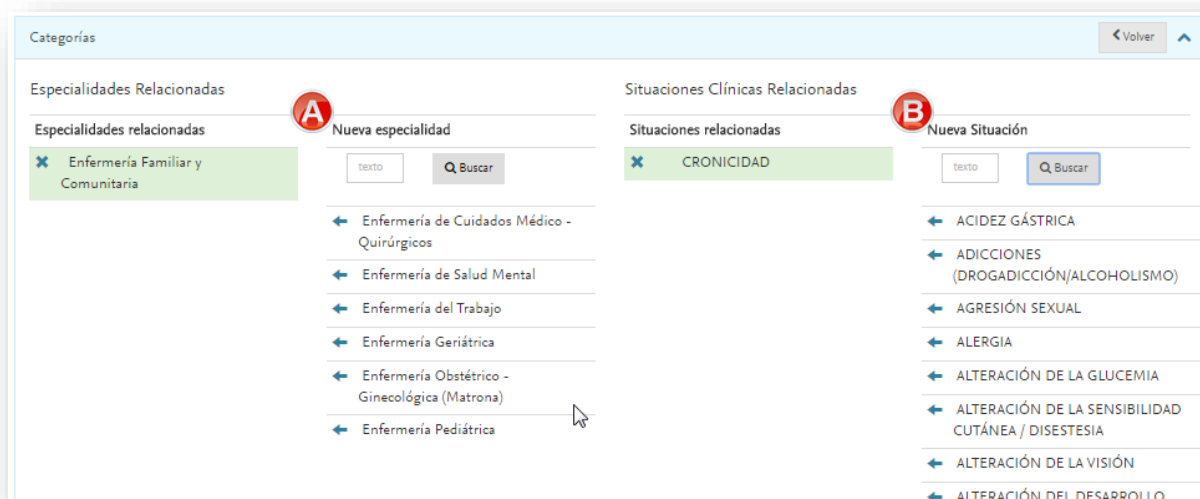 Categorías
Volver
Especialidades Relacionadas
A
Especialidades relacionadas
Enfermería Familiar y
Comunitaria
Nueva especialidad
texto
Buscar
Enfermería de Cuidados Médico -
Quirúrgicos
Enfermería de Salud Mental
Enfermería del Trabajo
Enfermería Geriátrica
Enfermería Obstétrico -
Ginecológica (Matrona)
Enfermería Pediátrica
Situaciones Clínicas Relacionadas
B
Situaciones relacionadas
CRONICIDAD
Nueva Situación
texto
Buscar
ACIDEZ GÁSTRICA
ADICCIONES
(DROGADICCIÓN/ALCOHOLISMO)
AGRESIÓN SEXUAL
ALERGIA
ALTERACIÓN DE LA GLUCEMIA
ALTERACIÓN DE LA SENSIBILIDAD
CUTÁNEA / DISESTESIA
ALTERACIÓN DE LA VISIÓN
ALTERACIÓN DEL DESARROLLO